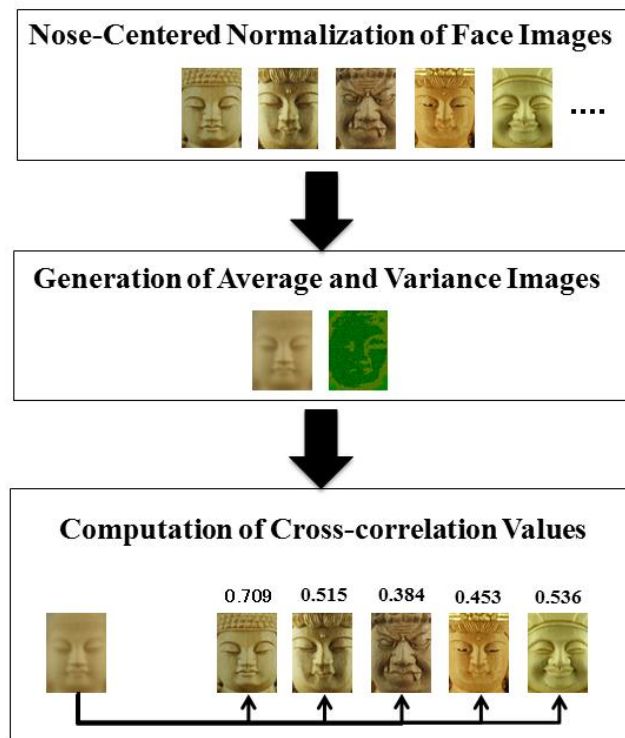 Nose-Centered Normalization of Face Images
....
Generation of Average and Variance Images
Computation of Cross-correlation Values
0.709 0.515 0.384 0.453 0.536